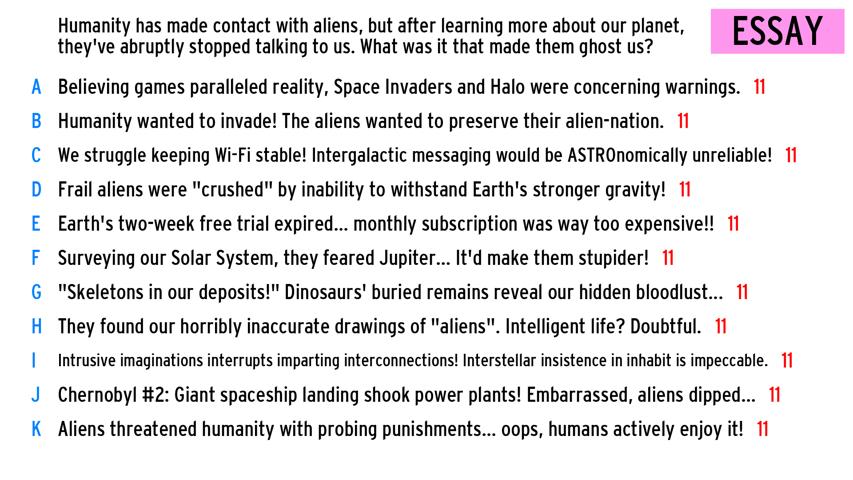 Humanity has made contact with aliens, but after learning more about our planet,
they've abruptly stopped talking to us. What was it that made them ghost us?
ESSAY
A Believing games paralleled reality, Space Invaders and Halo were concerning warnings. 11
B Humanity wanted to invade! The aliens wanted to preserve their alien-nation. 11
C We struggle keeping Wi-Fi stable! Intergalactic messaging would be ASTROnomically unreliable! 11
D Frail aliens were "crushed" by inability to withstand Earth's stronger gravity! 11
E Earth's two-week free trial expired... monthly subscription was way too expensive!! 11
F Surveying our Solar System, they feared Jupiter... It'd make them stupider! 11
G "Skeletons in our deposits!" Dinosaurs' buried remains reveal our hidden bloodlust... 11
H They found our horribly inaccurate drawings of "aliens". Intelligent life? Doubtful. 11
I Intrusive imaginations interrupts imparting interconnections! Interstellar insistence in inhabit is impeccable. 11
J Chernobyl #2: Giant spaceship landing shook power plants! Embarrassed, aliens dipped... 11
K Aliens threatened humanity with probing punishments... oops, humans actively enjoy it! 11